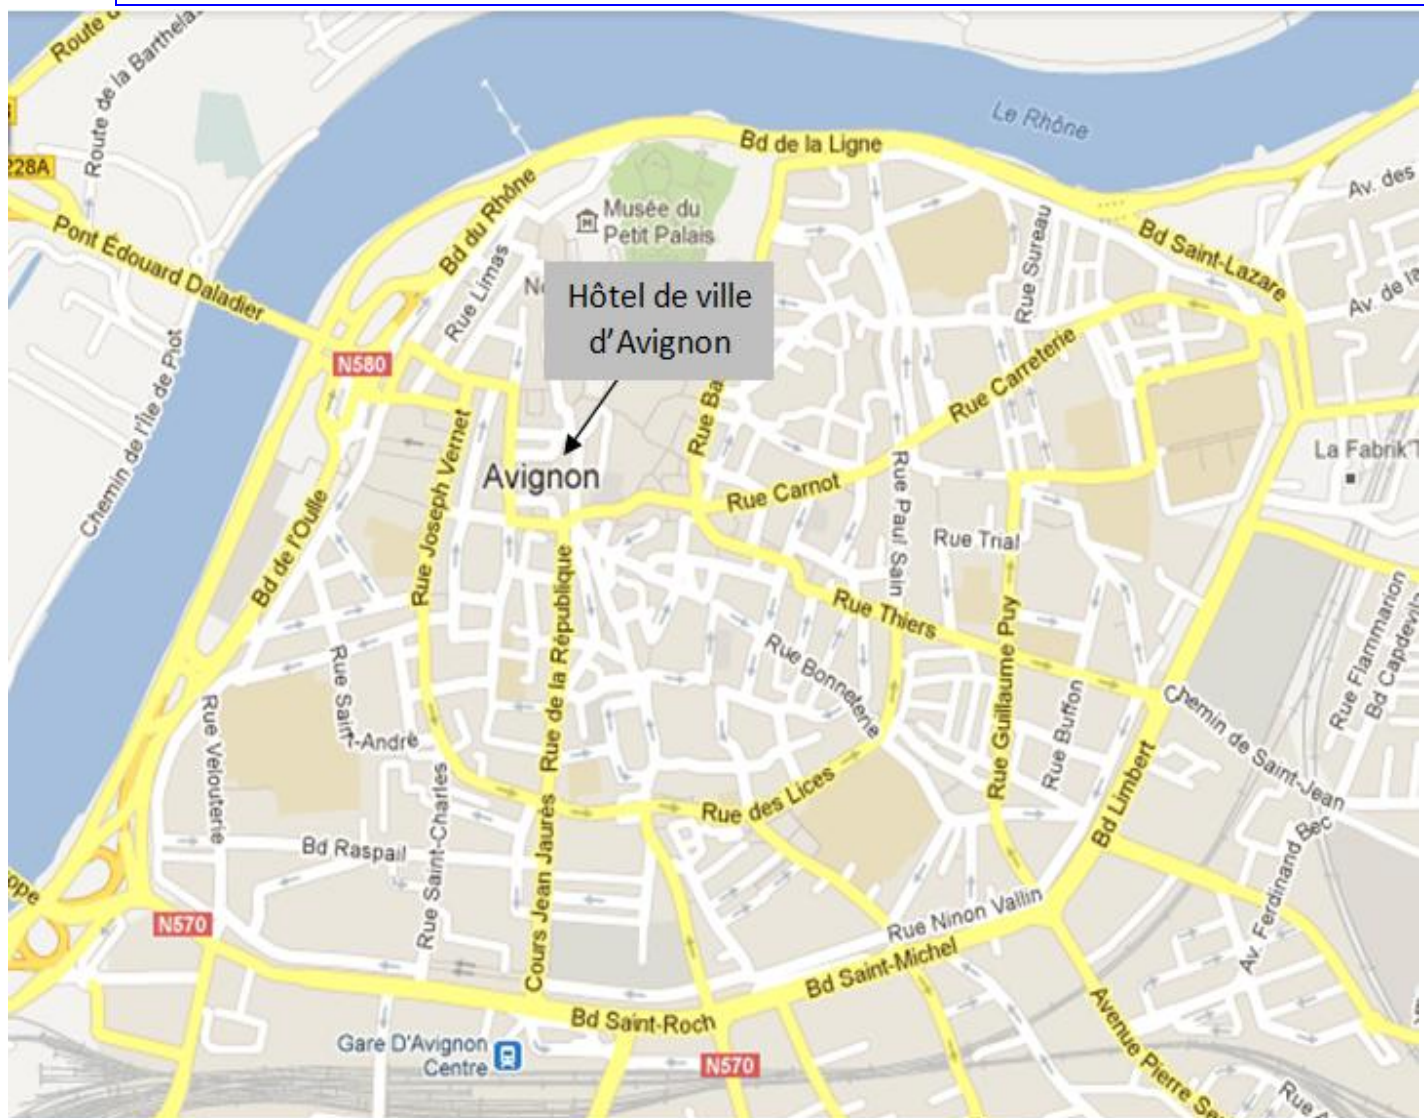 Route de la Barthelas
Le Rhône
Bd de la Ligne
228A
Av. des
Musée du
Petit Palais
Bd du Rhône
Rue Sureau
Bd Saint-Lazare
Pont Édouard Daladier
Rue Limas
Hôtel de ville
d'Avignon
Av. de la
N580
Rue Carreterie
Chemin de l'Île de Piot
Rue Joseph Vernet
Avignon
Rue Carnot
Rue Paul Sain
La Fabrik'T
Bd de l'Oulle
Rue Trial
Rue de la République
Rue Thiers
Rue Guillaume Puy
Rue Flammarion
Bd Capdevila
Rue Bonneterie
Rue Saint-André
Rue Velouterie
Rue Buffon
Chemin de Saint-Jean
Rue des Lices
Bd Limbert
Bd Raspail
Rue Saint-Charles
Cours Jean Jaurès
Av. Ferdinand Bec
N570
Rue Ninon Vallin
Bd Saint-Michel
Bd Saint-Roch
Gare D'Avignon
Centre
N570
Avenue Pierre Se